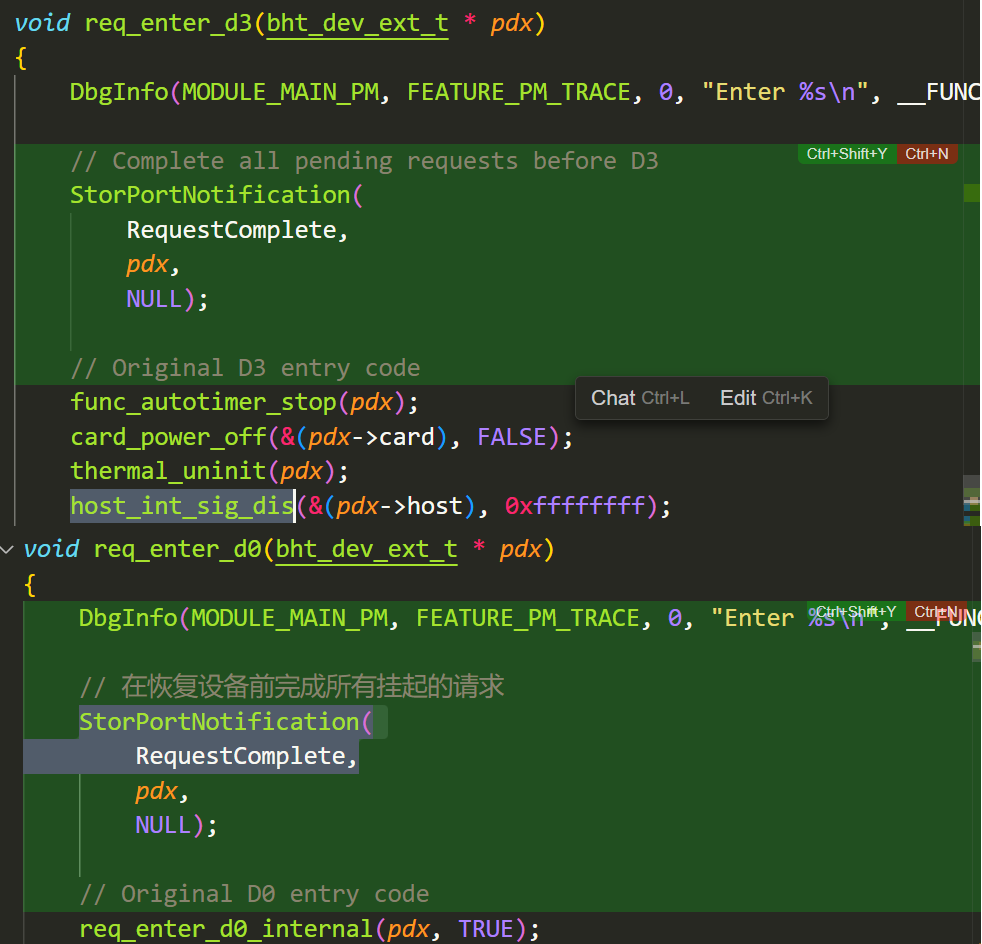 void req_enter_d3(bht_dev_ext_t * pdx)
{
DbgInfo(MODULE_MAIN_PM, FEATURE_PM_TRACE, 0, "Enter %s\n", __FUNC
// Complete all pending requests before D3
Ctrl+Shift+Y Ctrl+N
StorPortNotification(
RequestComplete,
pdx,
NULL);
// Original D3 entry code
func_autotimer_stop(pdx);
Chat Ctrl+L Edit Ctrl+K
card_power_off(&(pdx->card), FALSE);
thermal_uninit(pdx);
host_int_sig_dis(&(pdx->host), 0xffffffff);
void req_enter_d0(bht_dev_ext_t * pdx)
{
Ctrl+Shift+Y Ctrl+N
DbgInfo(MODULE_MAIN_PM, FEATURE_PM_TRACE, 0, "Enter %s\n", __FUNC
// 在恢复设备前完成所有挂起的请求
StorPortNotification(
RequestComplete,
pdx,
NULL);
// Original D0 entry code
req_enter_d0_internal(pdx, TRUE);